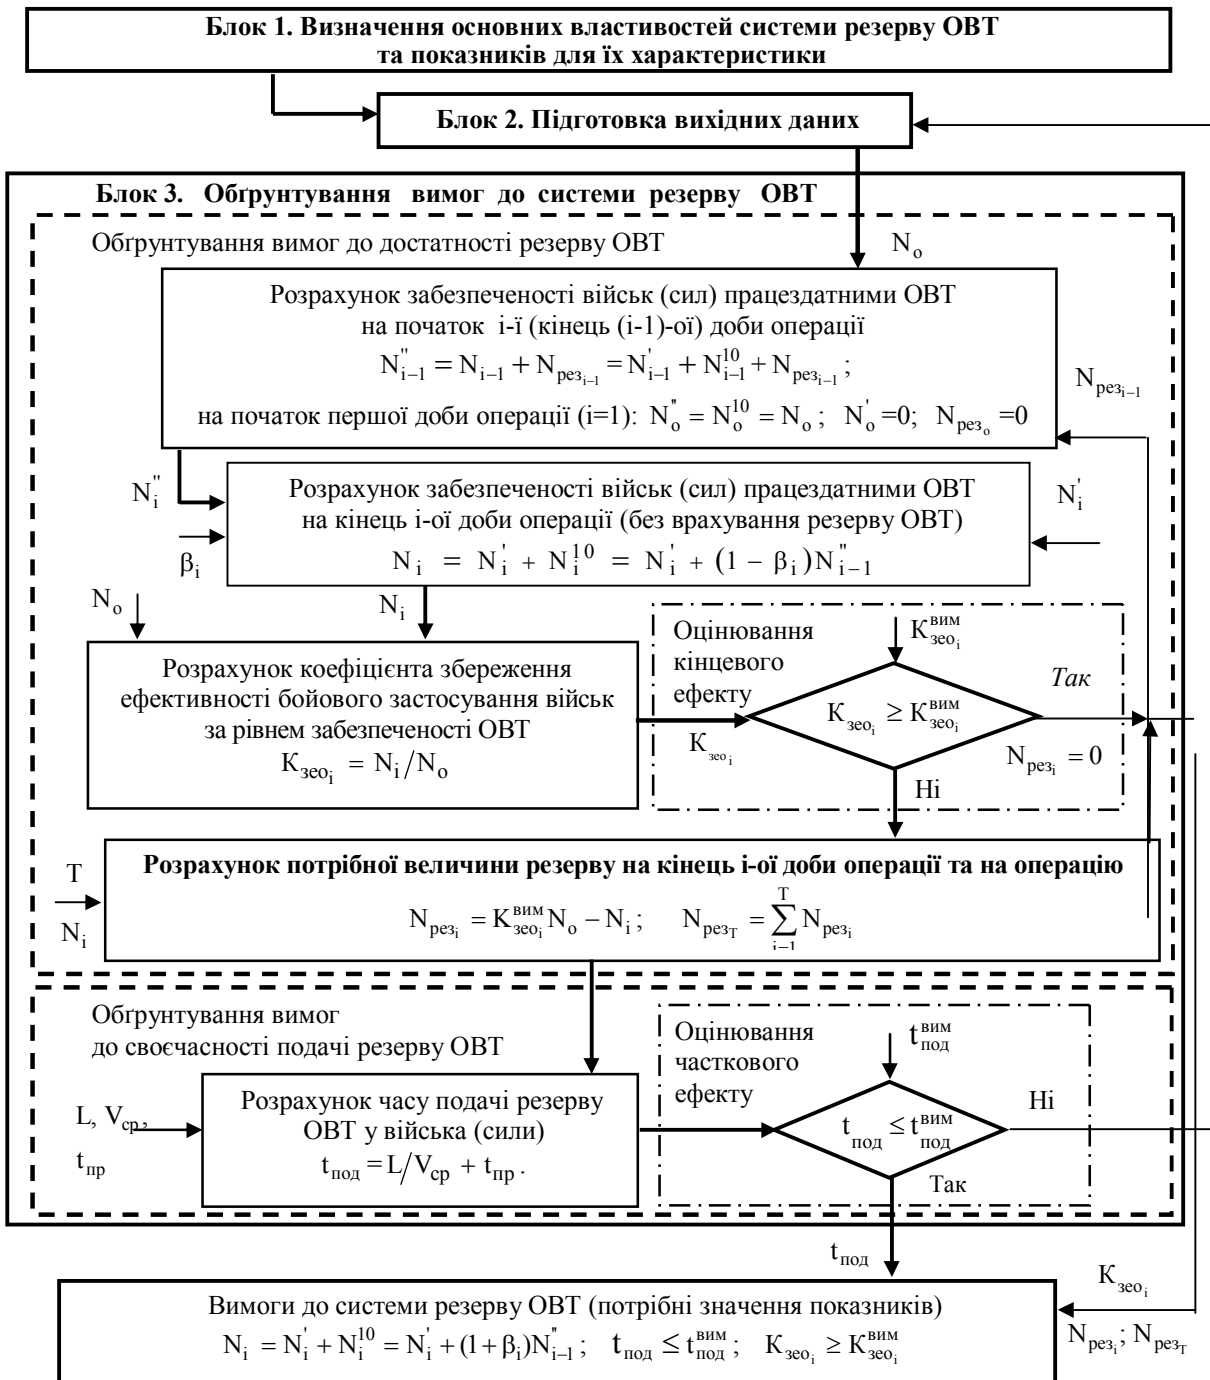 Блок 1. Визначення основних властивостей системи резерву ОВТ
та показників для їх характеристики
Блок 2. Підготовка вихідних даних
Блок 3. Обґрунтування вимог до системи резерву ОВТ
Обґрунтування вимог до достатності резерву ОВТ
N_o
Розрахунок забезпеченості військ (сил) працездатними ОВТ
на початок і-ї (кінець (і-1)-ої) доби операції
N''_{i−1} = N_{i−1} + N_{рез_{i−1}} = N'_{i−1} + N^{10}_{i−1} + N_{рез_{i−1}} ;
на початок першої доби операції (і=1): N''_o = N^{10}_o = N_o ; N'_o =0; N_{рез_o} =0
N_{рез_{i−1}}
N''_i
β_i
Розрахунок забезпеченості військ (сил) працездатними ОВТ
на кінець і-ої доби операції (без врахування резерву ОВТ)
N_i = N'_i + N^{10}_i = N'_i + (1 − β_i)N''_{i−1}
N'_i
N_o
N_i
Розрахунок коефіцієнта збереження
ефективності бойового застосування військ
за рівнем забезпеченості ОВТ
К_{зео_i} = N_i/N_o
Оцінювання
кінцевого
ефекту
К^{вим}_{зео_i}
К_{зео_i}
К_{зео_i} ≥ К^{вим}_{зео_i}
Так
N_{рез_i} = 0
Ні
T
N_i
Розрахунок потрібної величини резерву на кінець і-ої доби операції та на операцію
N_{рез_i} = К^{вим}_{зео_i} N_o − N_i ; N_{рез_T} = ∑^{T}_{i−1} N_{рез_i}
Обґрунтування вимог
до своєчасності подачі резерву ОВТ
L, V_{ср},
t_{пр}
Розрахунок часу подачі резерву
ОВТ у війська (сили)
t_{под} = L/V_{ср} + t_{пр} .
Оцінювання
часткового
ефекту
t^{вим}_{под}
t_{под} ≤ t^{вим}_{под}
Ні
Так
t_{под}
К_{зео_i}
N_{рез_i}; N_{рез_T}
Вимоги до системи резерву ОВТ (потрібні значення показників)
N_i = N'_i + N^{10}_i = N'_i + (1 + β_i)N''_{i−1} ; t_{под} ≤ t^{вим}_{под} ; К_{зео_i} ≥ К^{вим}_{зео_i}